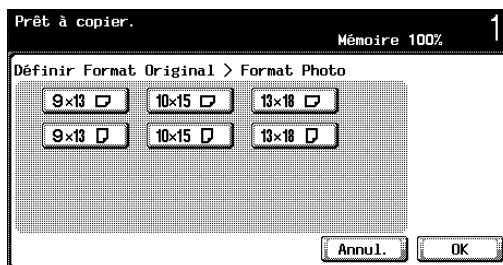 Prêt à copier.
1
Mémoire 100%
Définir Format Original > Format Photo
9×13 10×15 13×18
9×13 10×15 13×18
Annul. OK